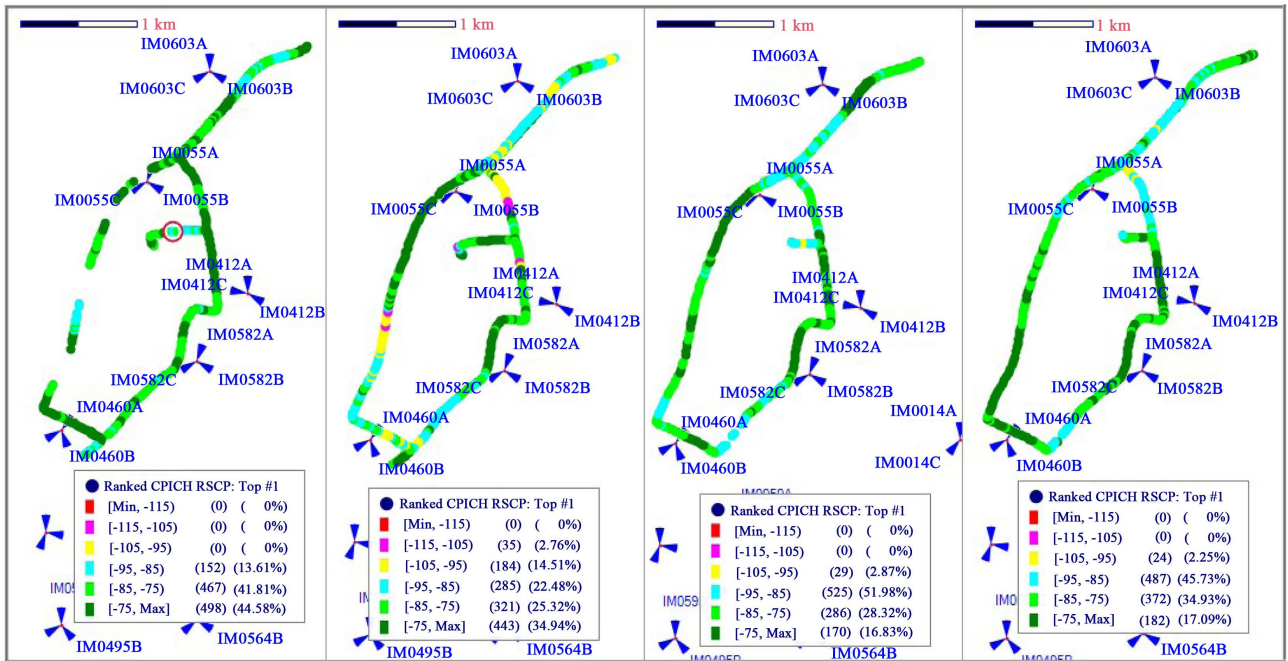 1 km
IM0603A
IM0603C
IM0603B
IM0055A
IM0055C
IM0055B
IM0412A
IM0412C
IM0412B
IM0582A
IM0582C
IM0582B
IM0460A
IM0460B
Ranked CPICH RSCP: Top #1
[Min, -115) (0) ( 0%)
[-115, -105) (0) ( 0%)
[-105, -95) (0) ( 0%)
[-95, -85) (152) (13.61%)
[-85, -75) (467) (41.81%)
[-75, Max] (498) (44.58%)
IM0495B
IM0564B
1 km
IM0603A
IM0603C
IM0603B
IM0055A
IM0055C
IM0055B
IM0412A
IM0412C
IM0412B
IM0582A
IM0582C
IM0582B
IM0460A
IM0460B
Ranked CPICH RSCP: Top #1
[Min, -115) (0) ( 0%)
[-115, -105) (35) (2.76%)
[-105, -95) (184) (14.51%)
[-95, -85) (285) (22.48%)
[-85, -75) (321) (25.32%)
[-75, Max] (443) (34.94%)
IM0495B
IM0564B
1 km
IM0603A
IM0603C
IM0603B
IM0055A
IM0055C
IM0055B
IM0412A
IM0412C
IM0412B
IM0582A
IM0582C
IM0582B
IM0460A
IM0014A
IM0460B
IM0014C
Ranked CPICH RSCP: Top #1
[Min, -115) (0) ( 0%)
[-115, -105) (0) ( 0%)
[-105, -95) (29) (2.87%)
[-95, -85) (525) (51.98%)
[-85, -75) (286) (28.32%)
[-75, Max] (170) (16.83%)
IM0564B
1 km
IM0603A
IM0603C
IM0603B
IM0055A
IM0055C
IM0055B
IM0412A
IM0412C
IM0412B
IM0582A
IM0582C
IM0582B
IM0460A
IM0460B
Ranked CPICH RSCP: Top #1
[Min, -115) (0) ( 0%)
[-115, -105) (0) ( 0%)
[-105, -95) (24) (2.25%)
[-95, -85) (487) (45.73%)
[-85, -75) (372) (34.93%)
[-75, Max] (182) (17.09%)
IM0495B
IM0564B